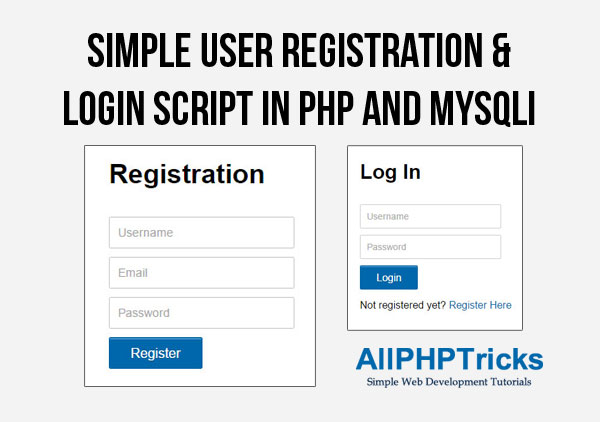 SIMPLE USER REGISTRATION &
LOGIN SCRIPT IN PHP AND MYSQLI
Registration
Username
Email
Password
Register
Log In
Username
Password
Login
Not registered yet? Register Here
AllPHPTricks
Simple Web Development Tutorials